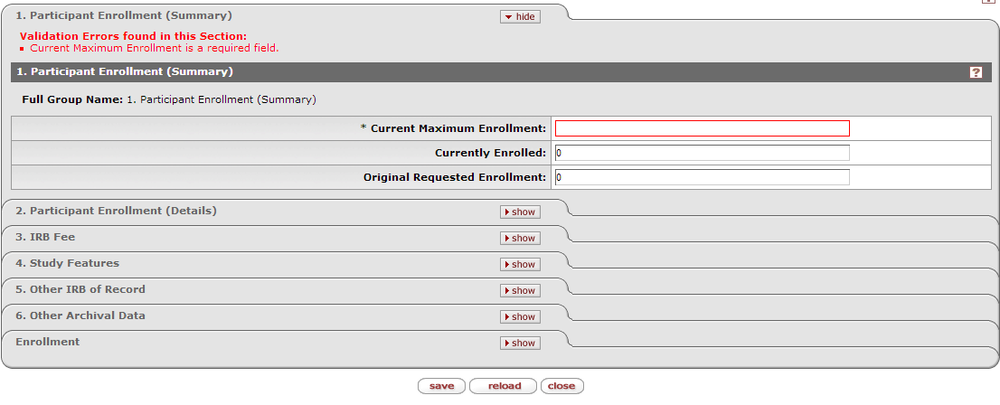 1. Participant Enrollment (Summary) hide
Validation Errors found in this Section:
Current Maximum Enrollment is a required field.
1. Participant Enrollment (Summary) ?
Full Group Name: 1. Participant Enrollment (Summary)
* Current Maximum Enrollment:
Currently Enrolled: 0
Original Requested Enrollment: 0
2. Participant Enrollment (Details) show
3. IRB Fee show
4. Study Features show
5. Other IRB of Record show
6. Other Archival Data show
Enrollment show
save reload close